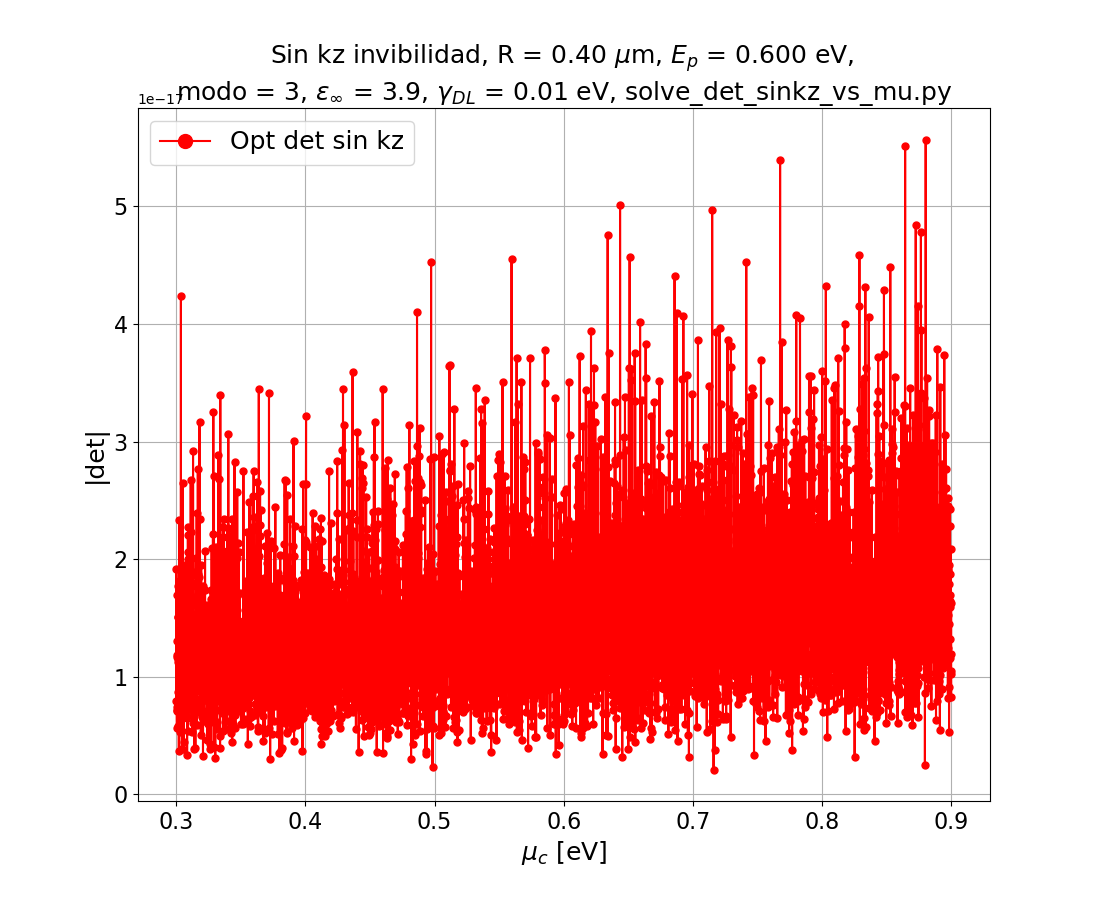 Sin kz invibilidad, R = 0.40 μm, E_p = 0.600 eV,
modo = 3, ε_∞ = 3.9, γ_DL = 0.01 eV, solve_det_sinkz_vs_mu.py
1e−17
Opt det sin kz
5
4
3
2
1
0
|det|
0.3 0.4 0.5 0.6 0.7 0.8 0.9
μ_c [eV]